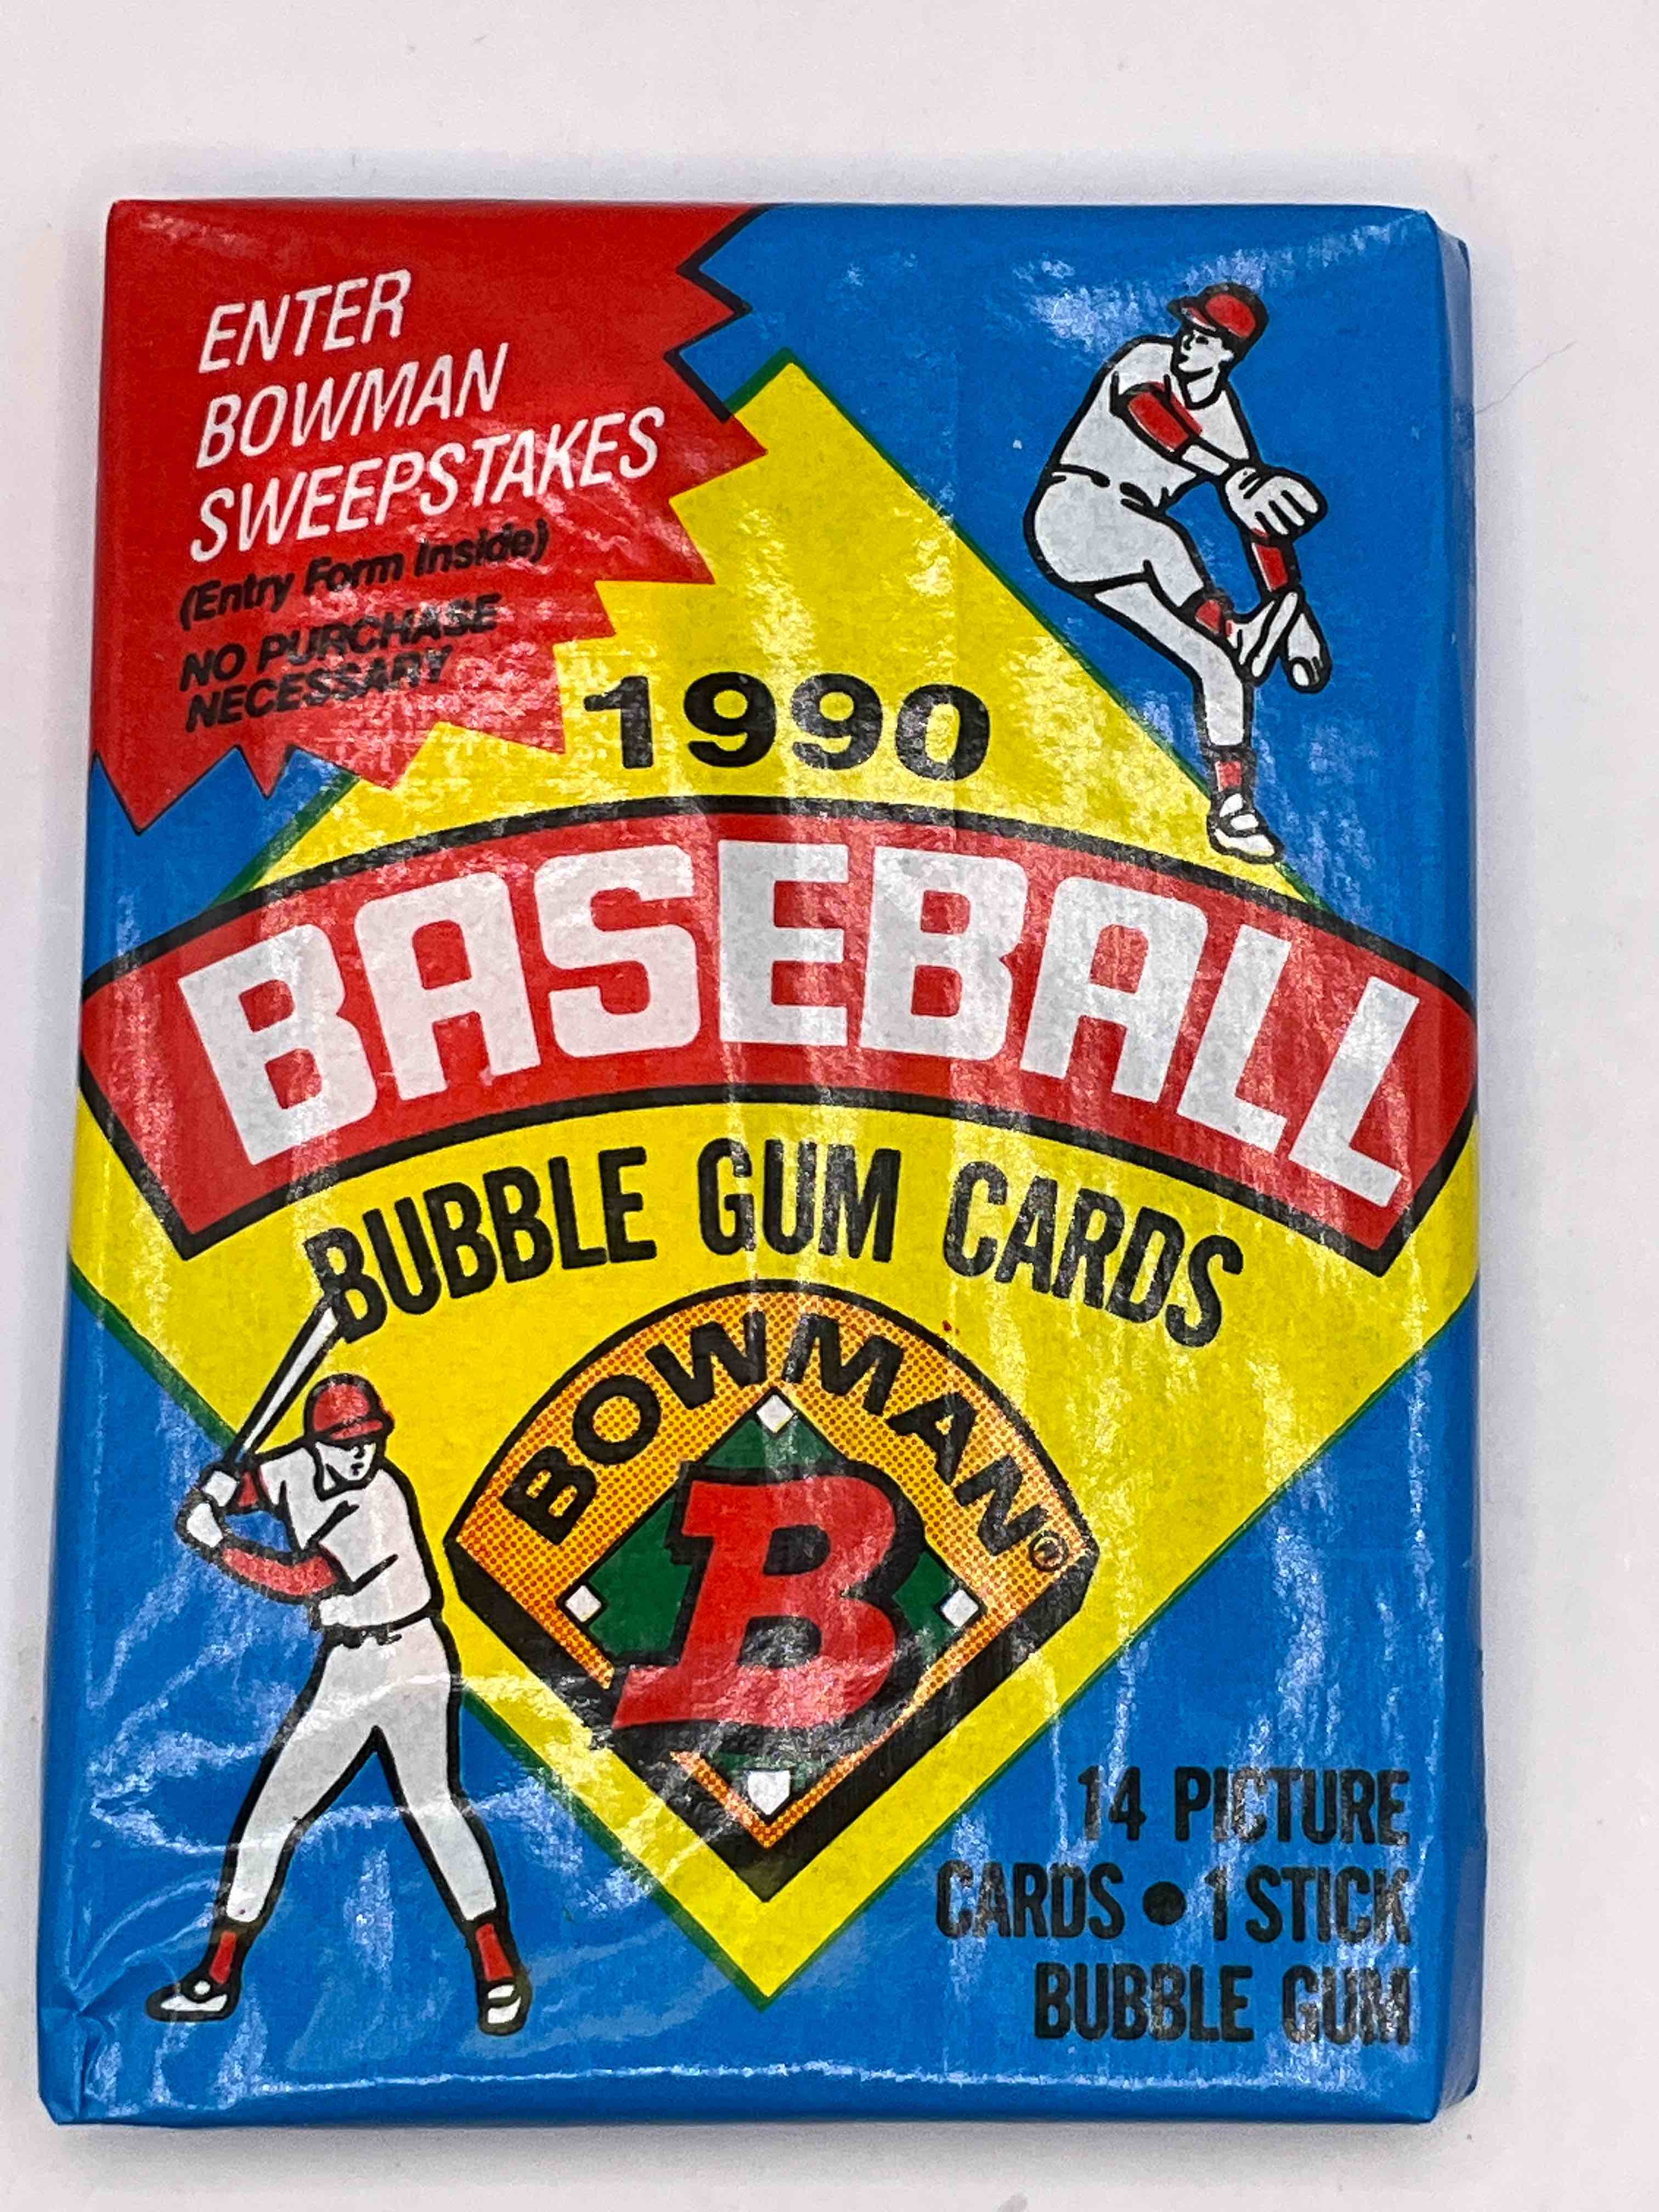 ENTER
BOWMAN
SWEEPSTAKES
(Entry Form Inside)
NO PURCHASE
NECESSARY
1990
BASEBALL
BUBBLE GUM CARDS
BOWMAN®
B
14 PICTURE
CARDS • 1 STICK
BUBBLE GUM